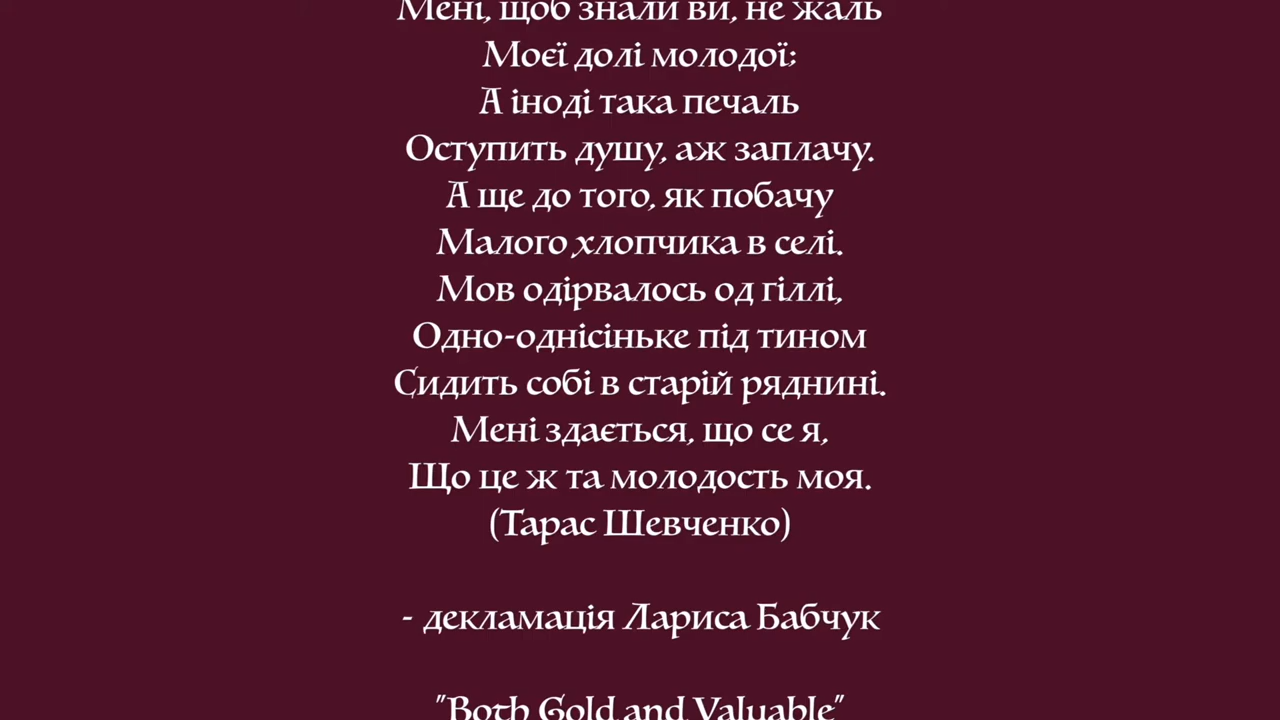 Мені, щоб знали ви, не жаль
Моєї долі молодої;
А іноді така печаль
Оступить душу, аж заплачу.
А ще до того, як побачу
Малого хлопчика в селі.
Мов одірвалось од гіллі,
Одно-однісіньке під тином
Сидить собі в старій ряднині.
Мені здається, що се я,
Що це ж та молодость моя.
(Тарас Шевченко)
- декламація Лариса Бабчук
"Both Gold and Valuable"